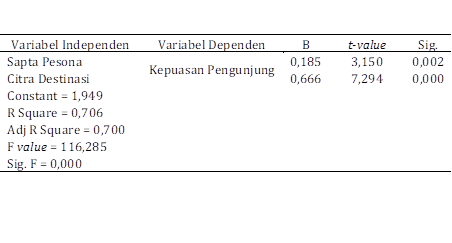 Variabel Independen Variabel Dependen B t-value Sig.
Sapta Pesona Kepuasan Pengunjung 0,185 3,150 0,002
Citra Destinasi 0,666 7,294 0,000
Constant = 1,949
R Square = 0,706
Adj R Square = 0,700
F value = 116,285
Sig. F = 0,000